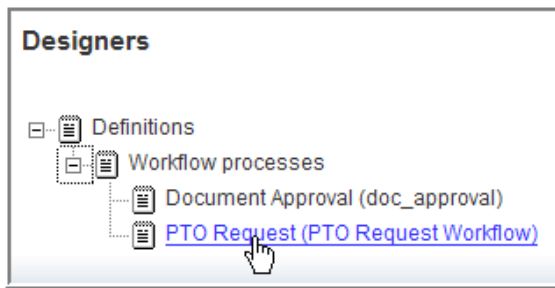 Designers
Definitions
Workflow processes
Document Approval (doc_approval)
PTO Request (PTO Request Workflow)